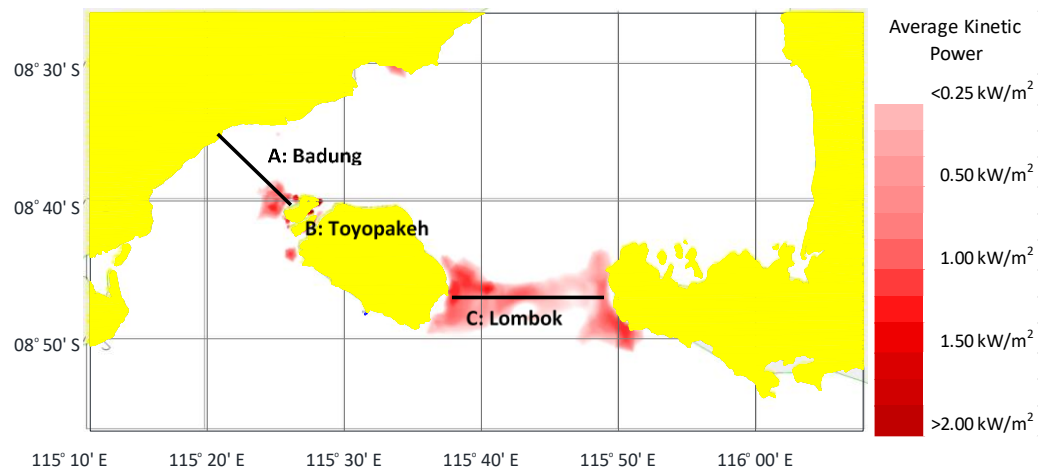 Average Kinetic
Power
<0.25 kW/m²
0.50 kW/m²
1.00 kW/m²
1.50 kW/m²
>2.00 kW/m²
08° 30' S
08° 40' S
08° 50' S
A: Badung
B: Toyopakeh
C: Lombok
115° 10' E
115° 20' E
115° 30' E
115° 40' E
115° 50' E
116° 00' E